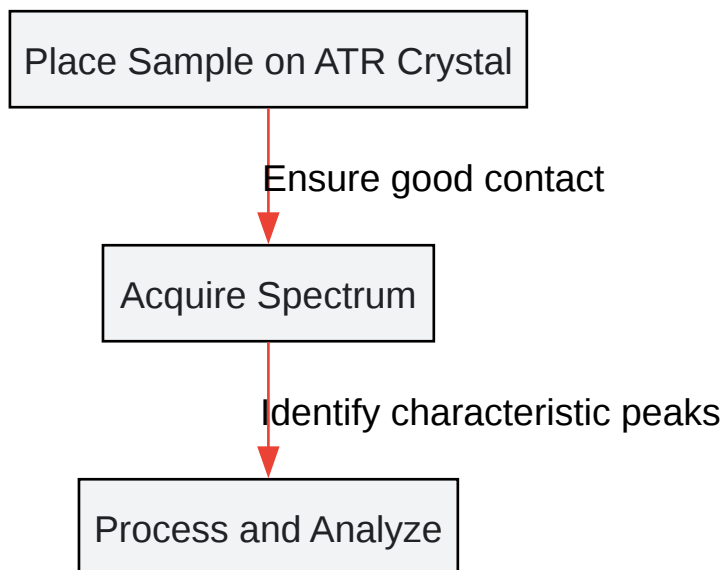 Place Sample on ATR Crystal
Ensure good contact
Acquire Spectrum
Identify characteristic peaks
Process and Analyze